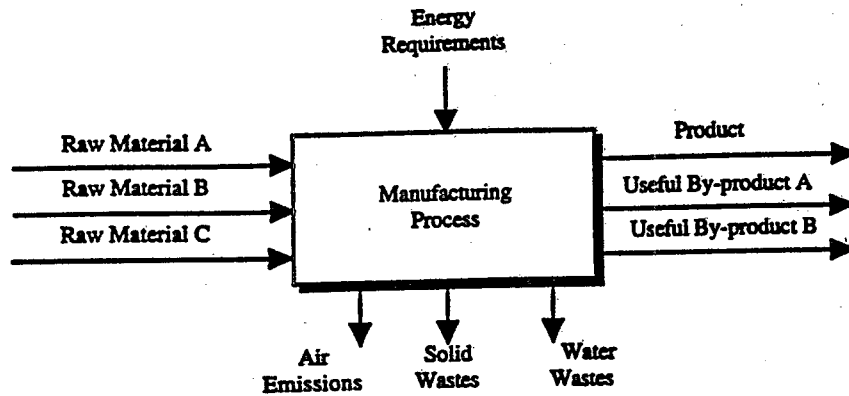 Energy
Requirements
Raw Material A
Raw Material B
Raw Material C
Manufacturing
Process
Product
Useful By-product A
Useful By-product B
Air
Emissions
Solid
Wastes
Water
Wastes